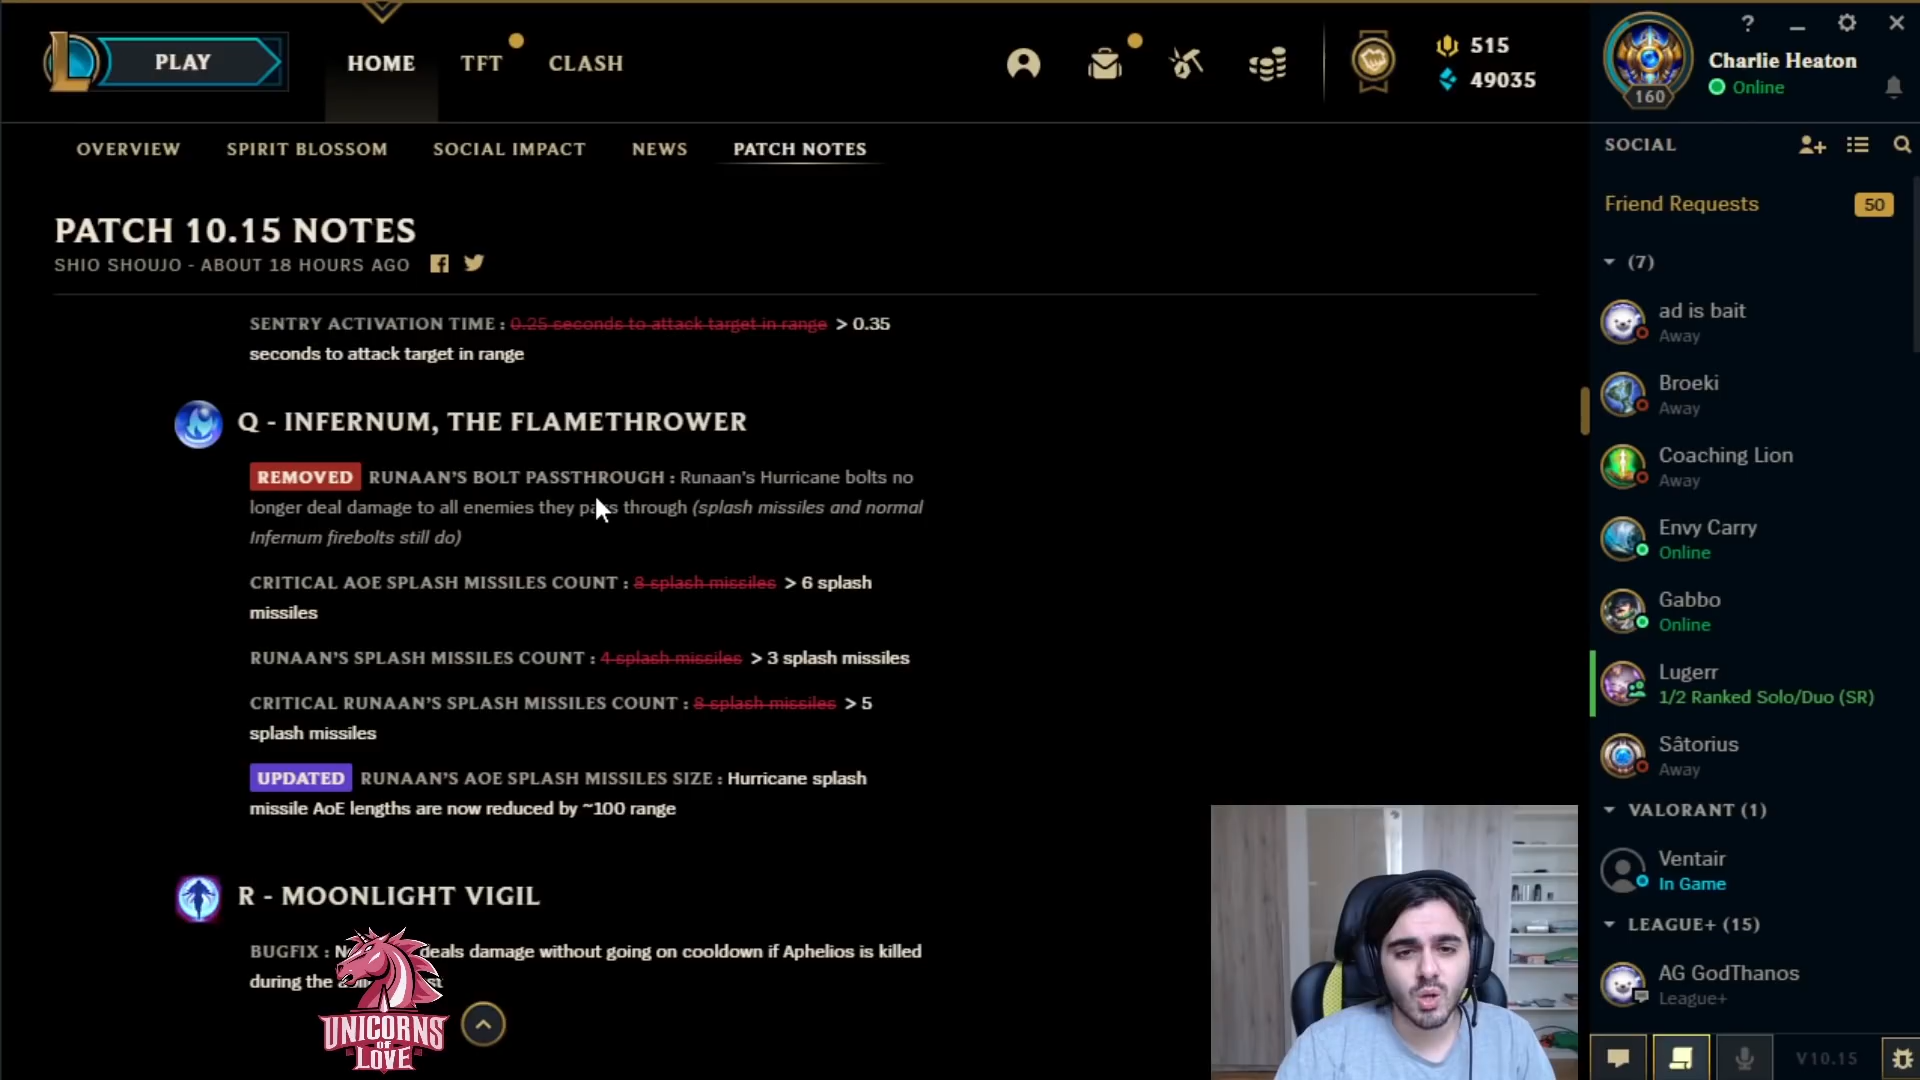 PLAY
HOME
TFT
CLASH
515
49035
160
Charlie Heaton
Online
OVERVIEW
SPIRIT BLOSSOM
SOCIAL IMPACT
NEWS
PATCH NOTES
SOCIAL
PATCH 10.15 NOTES
SHIO SHOUJO - ABOUT 18 HOURS AGO
SENTRY ACTIVATION TIME : 0.25 seconds to attack target in range > 0.35
seconds to attack target in range
Q - INFERNUM, THE FLAMETHROWER
REMOVED RUNAAN'S BOLT PASSTHROUGH : Runaan's Hurricane bolts no
longer deal damage to all enemies they pass through (splash missiles and normal
Infernum firebolts still do)
CRITICAL AOE SPLASH MISSILES COUNT : 8 splash missiles > 6 splash
missiles
RUNAAN'S SPLASH MISSILES COUNT : 4 splash missiles > 3 splash missiles
CRITICAL RUNAAN'S SPLASH MISSILES COUNT : 8 splash missiles > 5
splash missiles
UPDATED RUNAAN'S AOE SPLASH MISSILES SIZE : Hurricane splash
missile AoE lengths are now reduced by ~100 range
R - MOONLIGHT VIGIL
BUGFIX : deals damage without going on cooldown if Aphelios is killed
during the
UNICORNS
OF
LOVE
Friend Requests
50
(7)
ad is bait
Away
Broeki
Away
Coaching Lion
Away
Envy Carry
Online
Gabbo
Online
Lugerr
1/2 Ranked Solo/Duo (SR)
Sâtorius
Away
VALORANT (1)
Ventair
In Game
LEAGUE+ (15)
AG GodThanos
League+
V10.15